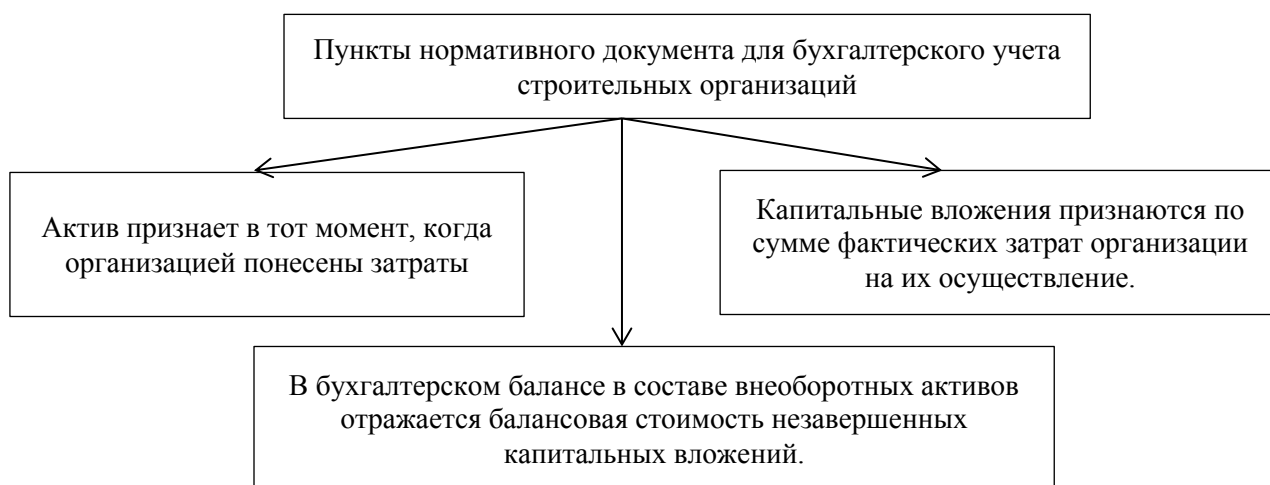 Пункты нормативного документа для бухгалтерского учета
строительных организаций
Актив признает в тот момент, когда
организацией понесены затраты
Капитальные вложения признаются по
сумме фактических затрат организации
на их осуществление.
В бухгалтерском балансе в составе внеоборотных активов
отражается балансовая стоимость незавершенных
капитальных вложений.